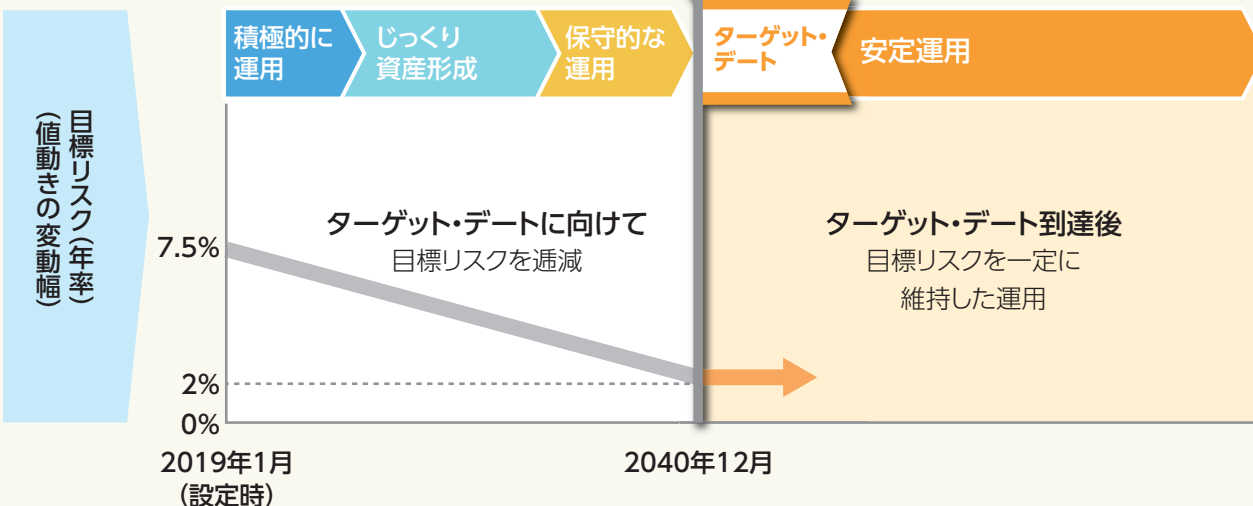 積極的に
運用
じっくり
資産形成
保守的な
運用
ターゲット・
デート
安定運用
目標リスク（年率）
（値動きの変動幅）
ターゲット・デートに向けて
目標リスクを逓減
ターゲット・デート到達後
目標リスクを一定に
維持した運用
7.5%
2%
0%
2019年1月
（設定時）
2040年12月